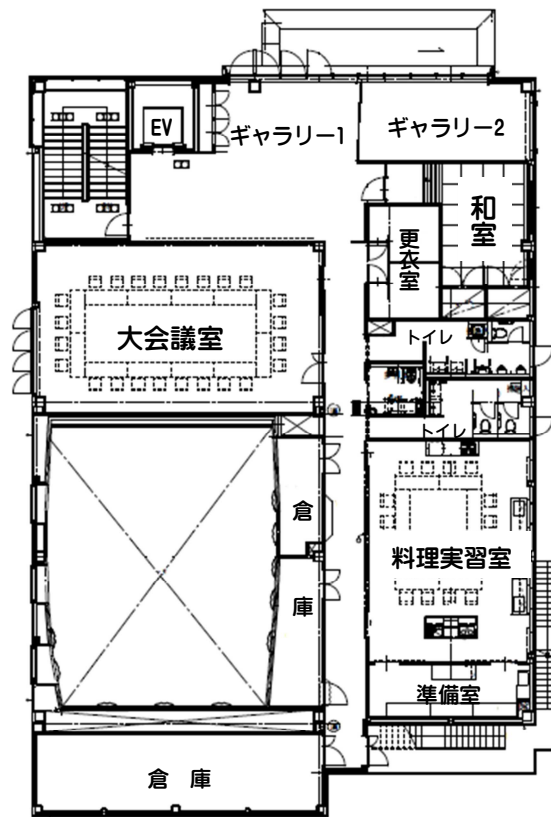 EV
ギャラリー1
ギャラリー2
和室
更衣室
大会議室
トイレ
トイレ
倉庫
料理実習室
準備室
倉 庫